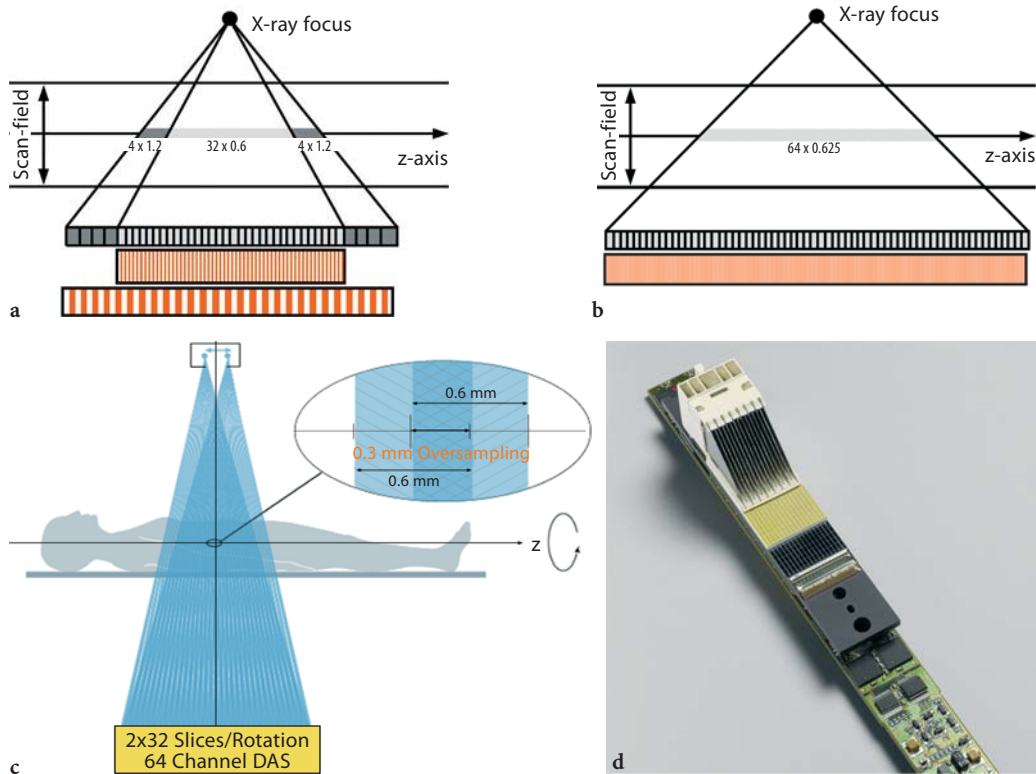 X-ray focus
Scan-field
4 x 1.2
32 x 0.6
4 x 1.2
z-axis
a
X-ray focus
Scan-field
64 x 0.625
z-axis
b
0.6 mm
0.3 mm Oversampling
0.6 mm
z
2x32 Slices/Rotation
64 Channel DAS
c
d